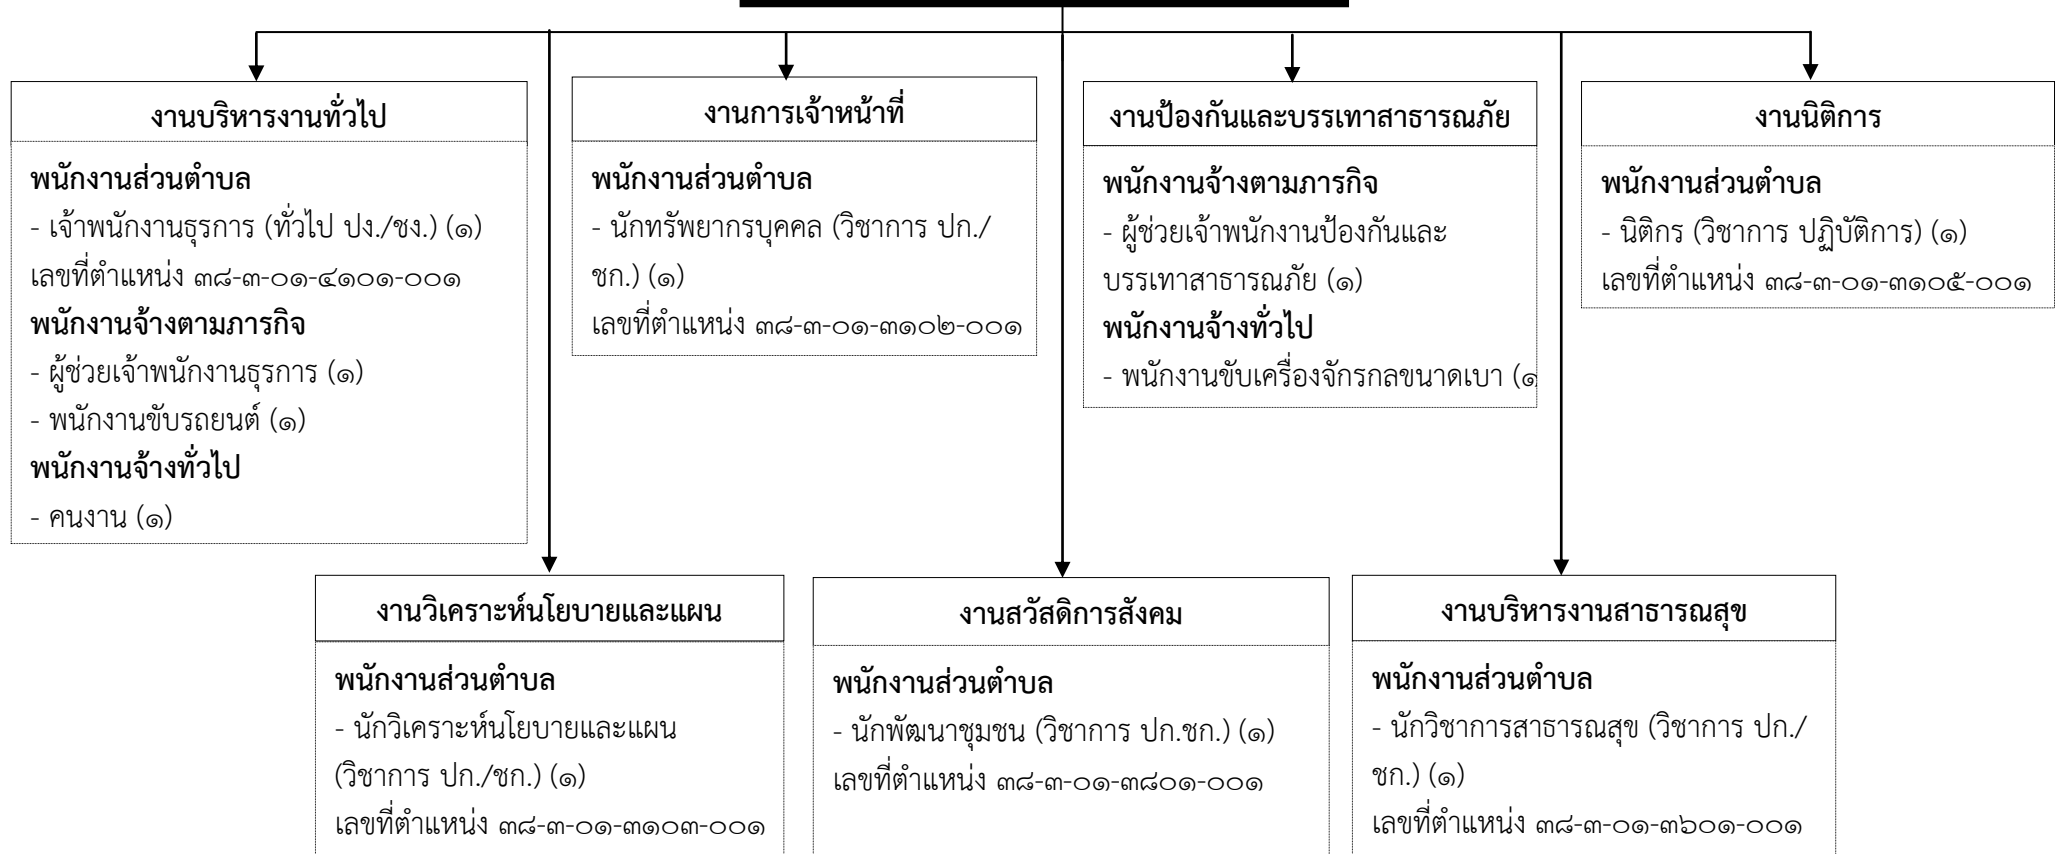 งานบริหารงานทั่วไป
พนักงานส่วนตำบล
- เจ้าพนักงานธุรการ (ทั่วไป ปง./ชง.) (๑)
เลขที่ตำแหน่ง ๓๘-๓-๐๑-๔๑๐๑-๐๐๑
พนักงานจ้างตามภารกิจ
- ผู้ช่วยเจ้าพนักงานธุรการ (๑)
- พนักงานขับรถยนต์ (๑)
พนักงานจ้างทั่วไป
- คนงาน (๑)
งานการเจ้าหน้าที่
พนักงานส่วนตำบล
- นักทรัพยากรบุคคล (วิชาการ ปก./
ชก.) (๑)
เลขที่ตำแหน่ง ๓๘-๓-๐๑-๓๑๐๒-๐๐๑
งานป้องกันและบรรเทาสาธารณภัย
พนักงานจ้างตามภารกิจ
- ผู้ช่วยเจ้าพนักงานป้องกันและ
บรรเทาสาธารณภัย (๑)
พนักงานจ้างทั่วไป
- พนักงานขับเครื่องจักรกลขนาดเบา (๑
งานนิติการ
พนักงานส่วนตำบล
- นิติกร (วิชาการ ปฏิบัติการ) (๑)
เลขที่ตำแหน่ง ๓๘-๓-๐๑-๓๑๐๕-๐๐๑
งานวิเคราะห์นโยบายและแผน
พนักงานส่วนตำบล
- นักวิเคราะห์นโยบายและแผน
(วิชาการ ปก./ชก.) (๑)
เลขที่ตำแหน่ง ๓๘-๓-๐๑-๓๑๐๓-๐๐๑
งานสวัสดิการสังคม
พนักงานส่วนตำบล
- นักพัฒนาชุมชน (วิชาการ ปก.ชก.) (๑)
เลขที่ตำแหน่ง ๓๘-๓-๐๑-๓๘๐๑-๐๐๑
งานบริหารงานสาธารณสุข
พนักงานส่วนตำบล
- นักวิชาการสาธารณสุข (วิชาการ ปก./
ชก.) (๑)
เลขที่ตำแหน่ง ๓๘-๓-๐๑-๓๖๐๑-๐๐๑